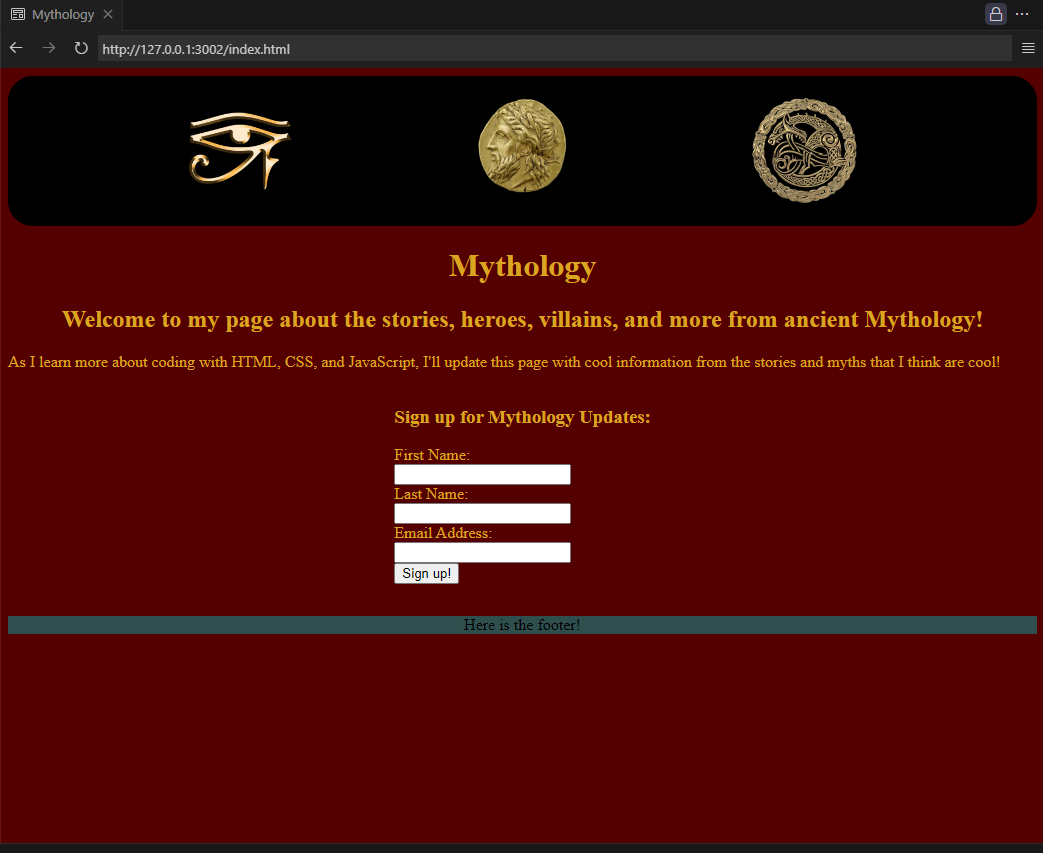 Mythology
http://127.0.0.1:3002/index.html
Mythology
Welcome to my page about the stories, heroes, villains, and more from ancient Mythology!
As I learn more about coding with HTML, CSS, and JavaScript, I'll update this page with cool information from the stories and myths that I think are cool!
Sign up for Mythology Updates:
First Name:
Last Name:
Email Address:
Sign up!
Here is the footer!